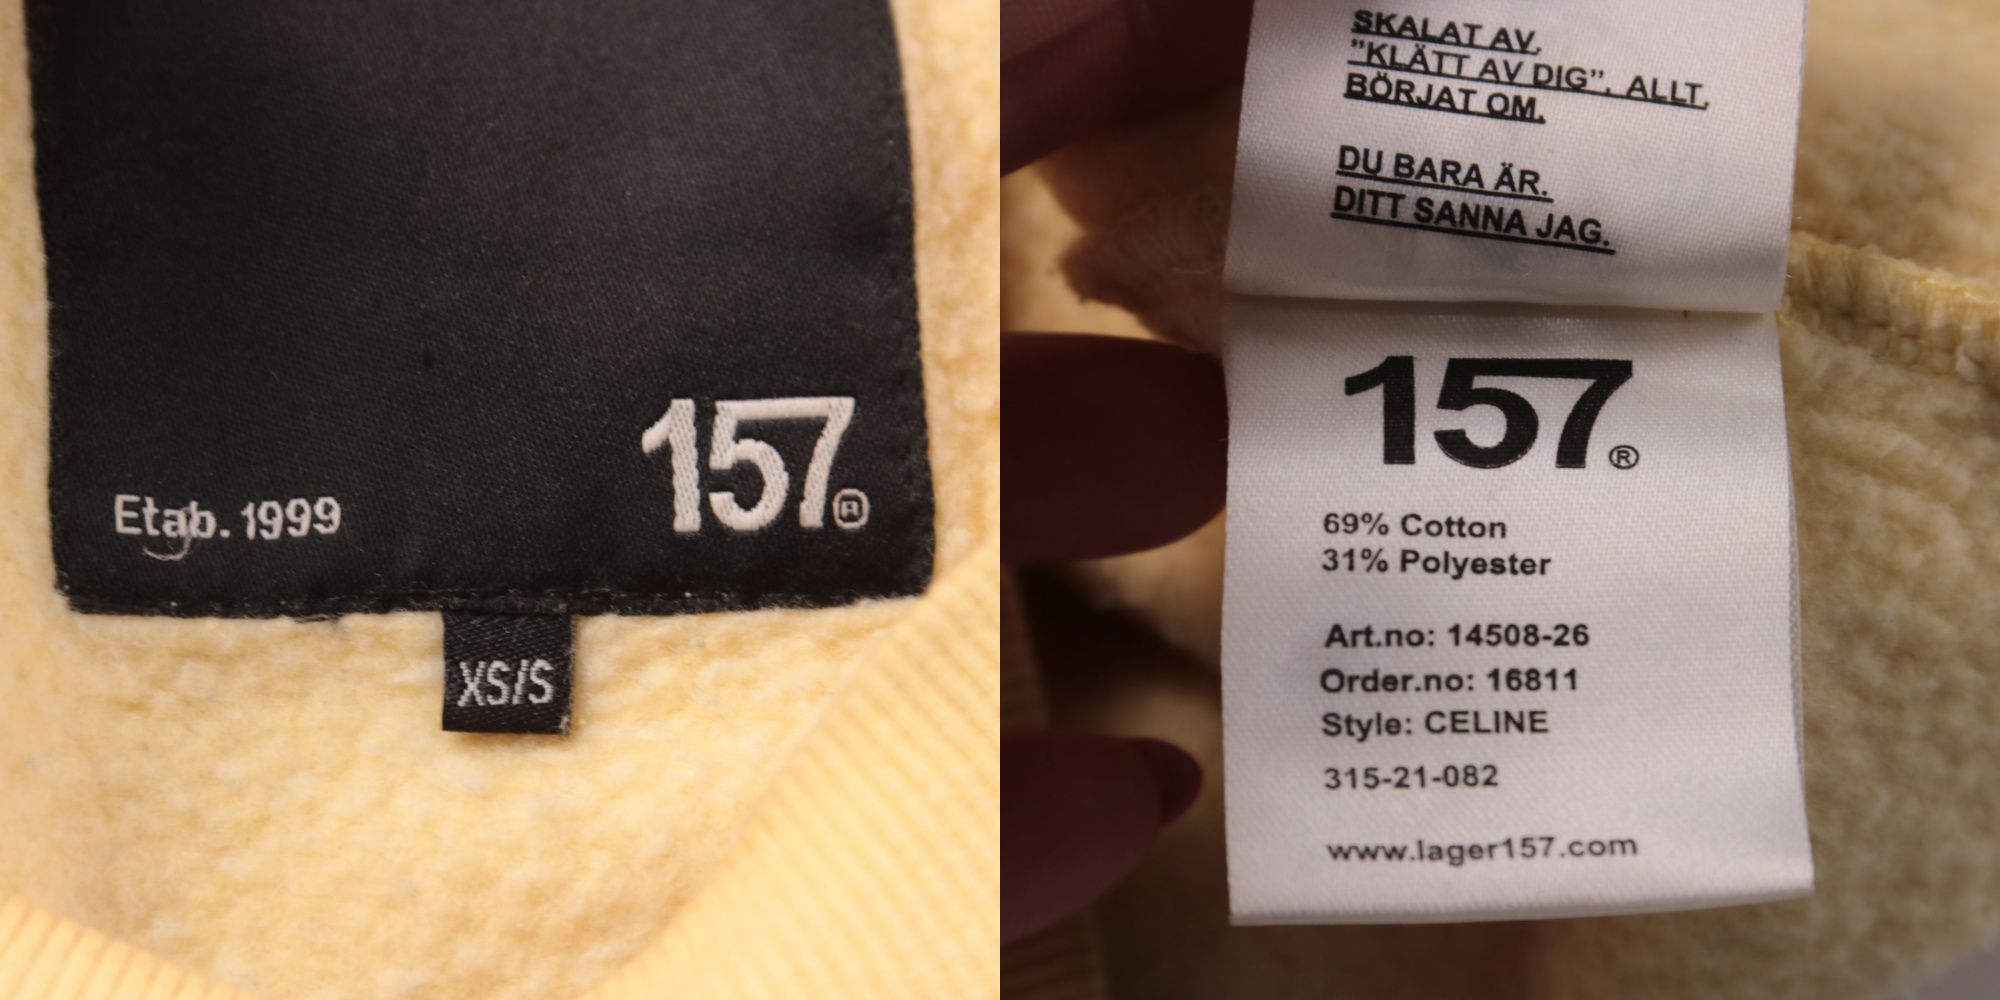 Etab. 1999
157®
XS/S
SKALAT AV.
"KLÄTT AV DIG". ALLT.
BÖRJAT OM.
DU BARA ÄR.
DITT SANNA JAG.
157®
69% Cotton
31% Polyester
Art.no: 14508-26
Order.no: 16811
Style: CELINE
315-21-082
www.lager157.com